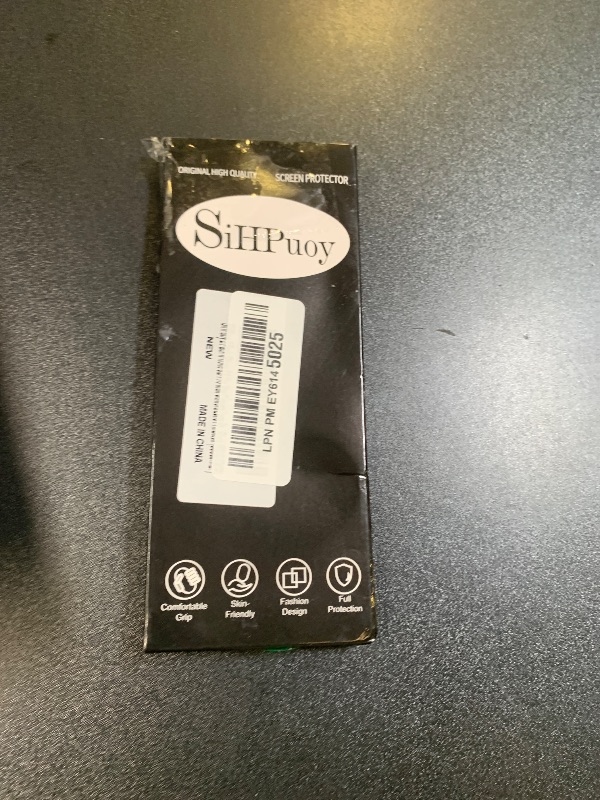 ORIGINAL HIGH QUALITY SCREEN PROTECTOR
SiHPuoy
NEW
MADE IN CHINA
LPN PM EY614 5025
Comfortable Grip
Skin-Friendly
Fashion Design
Full Protection